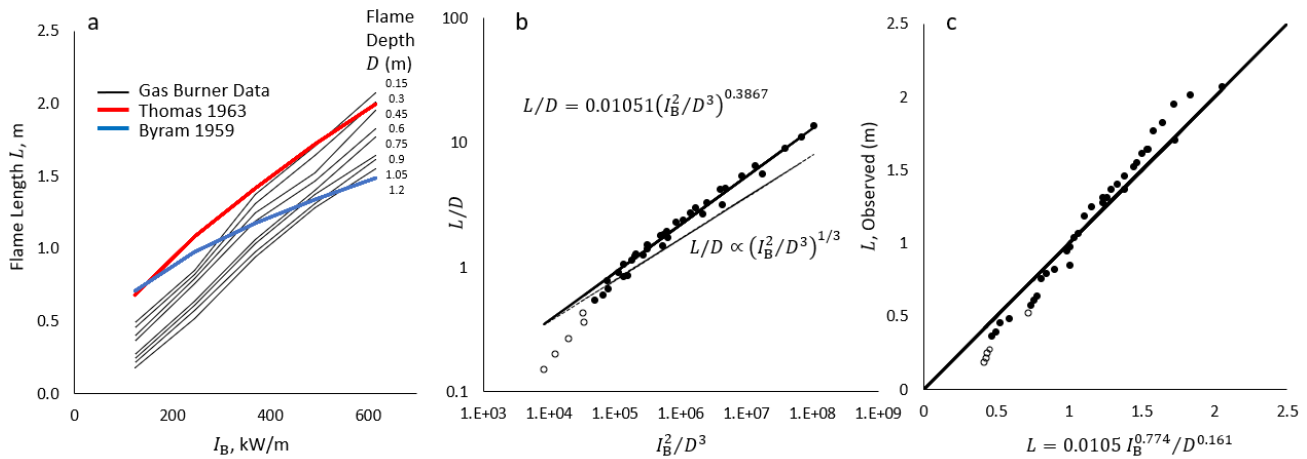 a
Flame
Depth
D (m)
0.15
0.3
0.45
0.6
0.75
0.9
1.05
1.2
Gas Burner Data
Thomas 1963
Byram 1959
Flame Length L, m
2.5
2.0
1.5
1.0
0.5
0.0
0
200
400
600
I_B, kW/m
b
L/D = 0.01051(I_B^2/D^3)^0.3867
L/D ∝ (I_B^2/D^3)^1/3
L/D
100
10
1
0.1
1.E+03
1.E+04
1.E+05
1.E+06
1.E+07
1.E+08
1.E+09
I_B^2/D^3
c
L, Observed (m)
2.5
2
1.5
1
0.5
0
0
0.5
1
1.5
2
2.5
L = 0.0105 I_B^0.774/D^0.161